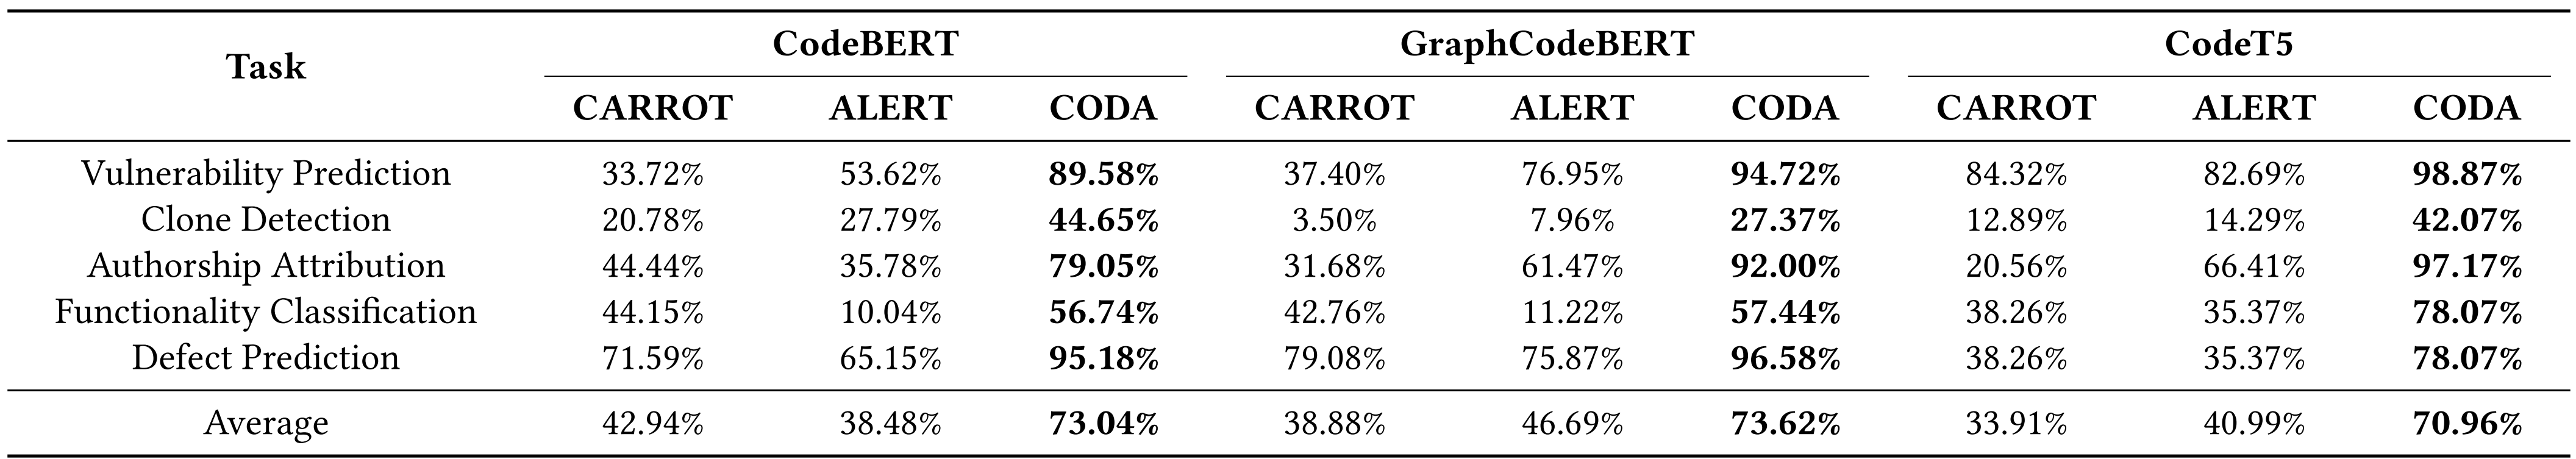 Task CodeBERT GraphCodeBERT CodeT5
CARROT ALERT CODA CARROT ALERT CODA CARROT ALERT CODA
Vulnerability Prediction 33.72% 53.62% 89.58% 37.40% 76.95% 94.72% 84.32% 82.69% 98.87%
Clone Detection 20.78% 27.79% 44.65% 3.50% 7.96% 27.37% 12.89% 14.29% 42.07%
Authorship Attribution 44.44% 35.78% 79.05% 31.68% 61.47% 92.00% 20.56% 66.41% 97.17%
Functionality Classification 44.15% 10.04% 56.74% 42.76% 11.22% 57.44% 38.26% 35.37% 78.07%
Defect Prediction 71.59% 65.15% 95.18% 79.08% 75.87% 96.58% 38.26% 35.37% 78.07%
Average 42.94% 38.48% 73.04% 38.88% 46.69% 73.62% 33.91% 40.99% 70.96%